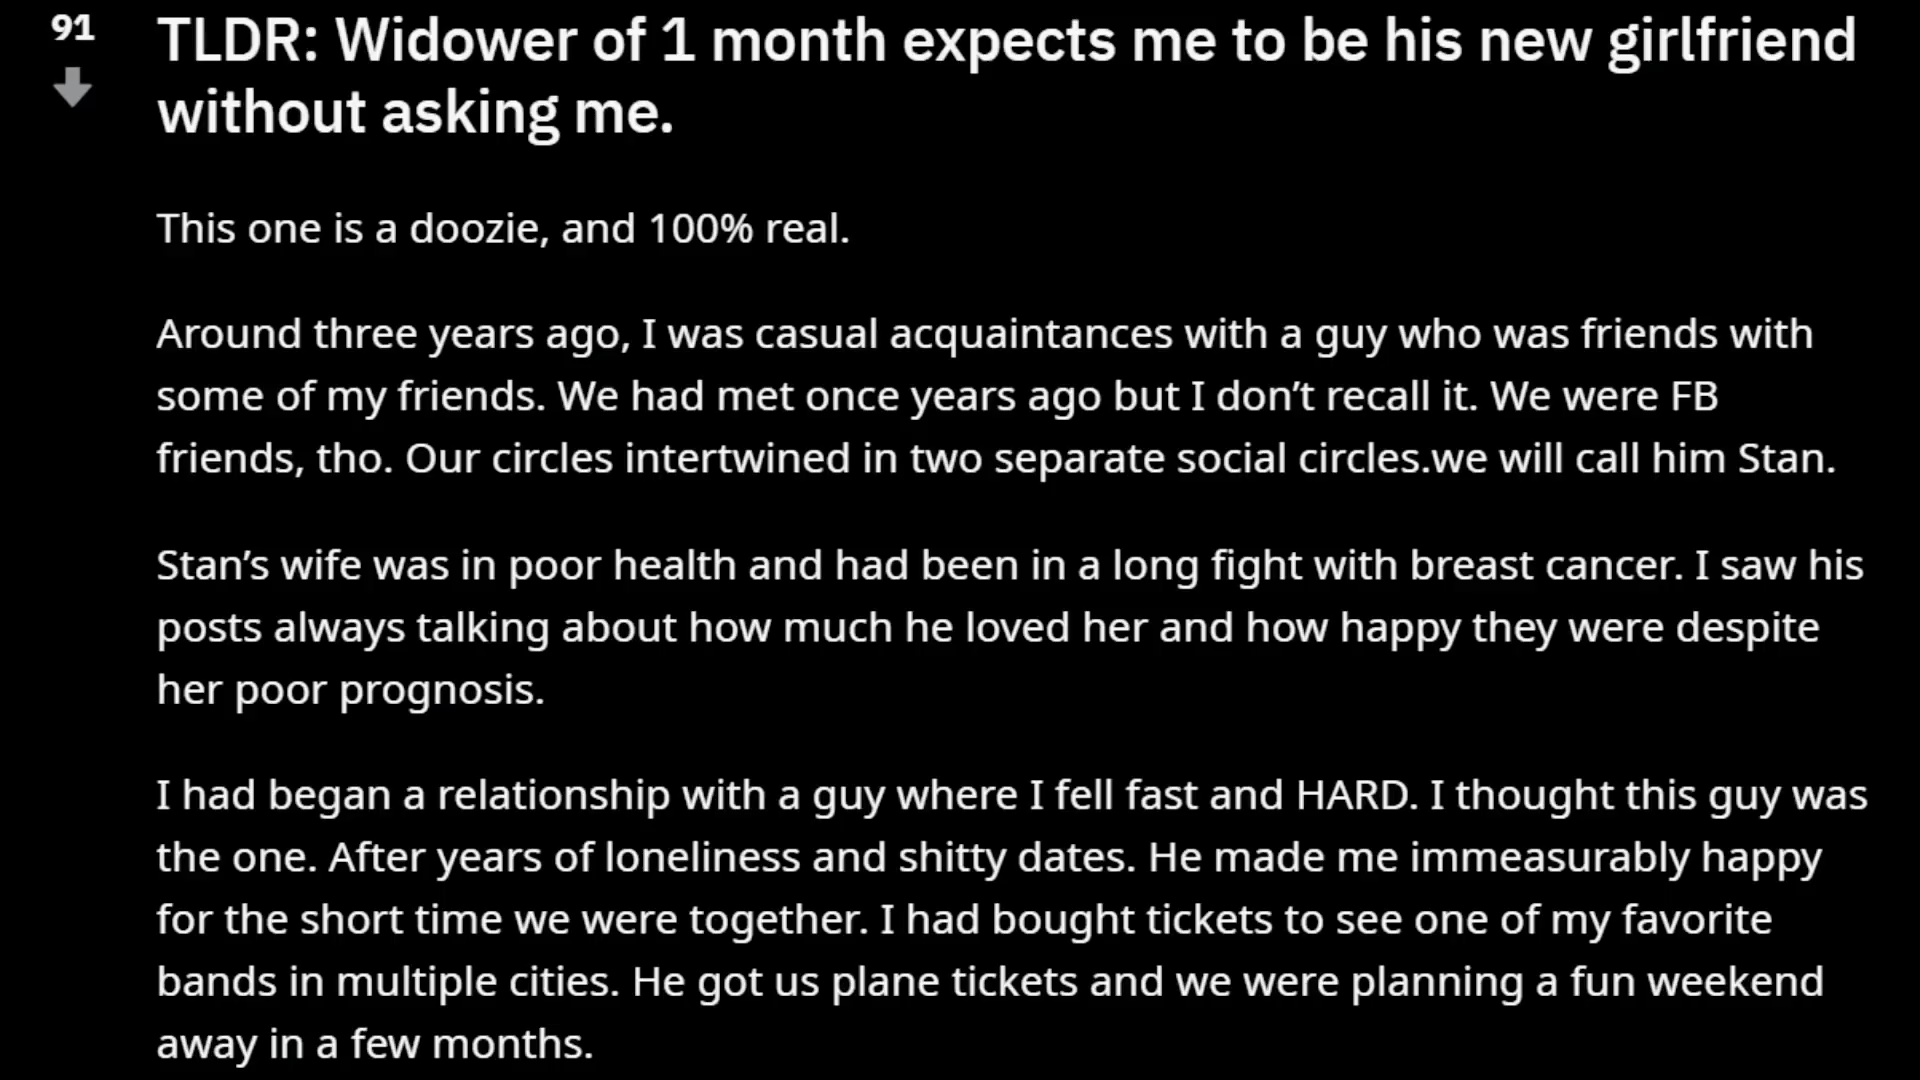 91
TLDR: Widower of 1 month expects me to be his new girlfriend
without asking me.
This one is a doozie, and 100% real.
Around three years ago, I was casual acquaintances with a guy who was friends with
some of my friends. We had met once years ago but I don’t recall it. We were FB
friends, tho. Our circles intertwined in two separate social circles.we will call him Stan.
Stan’s wife was in poor health and had been in a long fight with breast cancer. I saw his
posts always talking about how much he loved her and how happy they were despite
her poor prognosis.
I had began a relationship with a guy where I fell fast and HARD. I thought this guy was
the one. After years of loneliness and shitty dates. He made me immeasurably happy
for the short time we were together. I had bought tickets to see one of my favorite
bands in multiple cities. He got us plane tickets and we were planning a fun weekend
away in a few months.